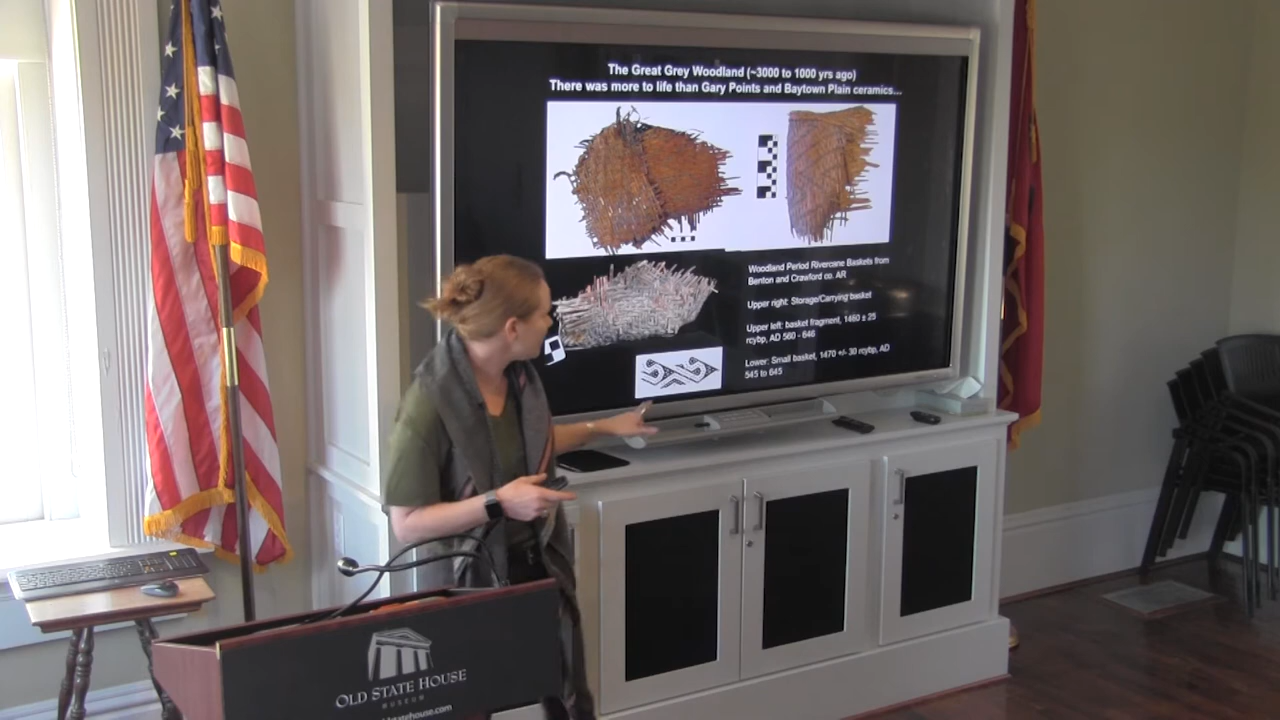 The Great Grey Woodland (~3000 to 1000 yrs ago)
There was more to life than Gary Points and Baytown Plain ceramics...
Woodland Period Rivercane Baskets from
Benton and Crawford co. AR
Upper right: Storage/Carrying basket
Upper left: basket fragment, 1460 ± 25
rcybp, AD 560 - 646
Lower: Small basket, 1470 +/- 30 rcybp, AD
545 to 645
OLD STATE HOUSE
MUSEUM